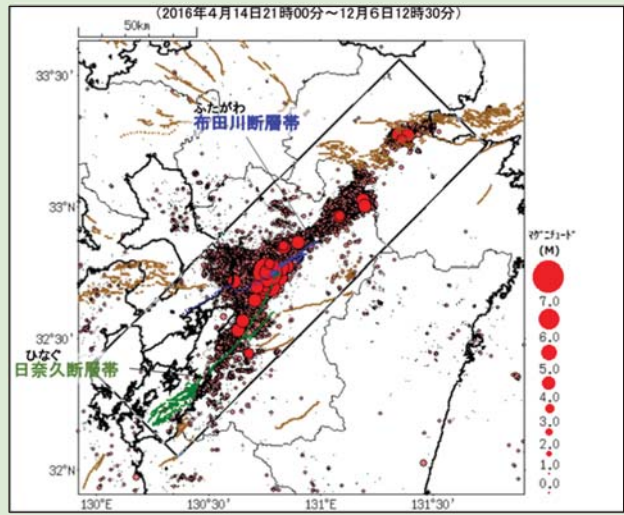 (2016年4月14日21時00分～12月6日12時30分)
50km
33°30'
ふたがわ
布田川断層帯
33°N
マグニチュード
(M)
7.0
6.0
5.0
4.0
3.0
2.0
1.0
0.0
32°30'
ひなぐ
日奈久断層帯
32°N
130°E
130°30'
131°E
131°30'